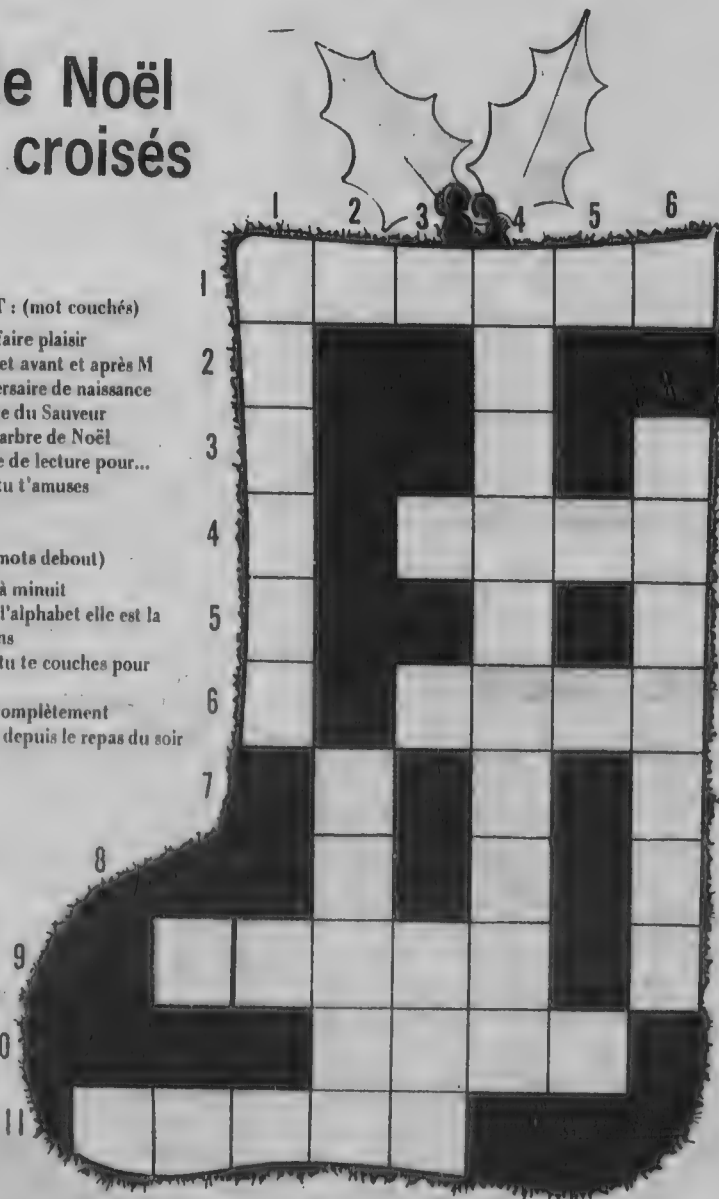 e Noël
croisés
T : (mot couchés)
faire plaisir
et avant et après M
ersaire de naissance
e du Sauveur
arbre de Noël
e de lecture pour...
tu t'amuses
mots debout)
à minuit
l'alphabet elle est la
ns
tu te couches pour
omplètement
depuis le repas du soir
1 2 3 4 5 6
1
2
3
4
5
6
7
8
9
0
11